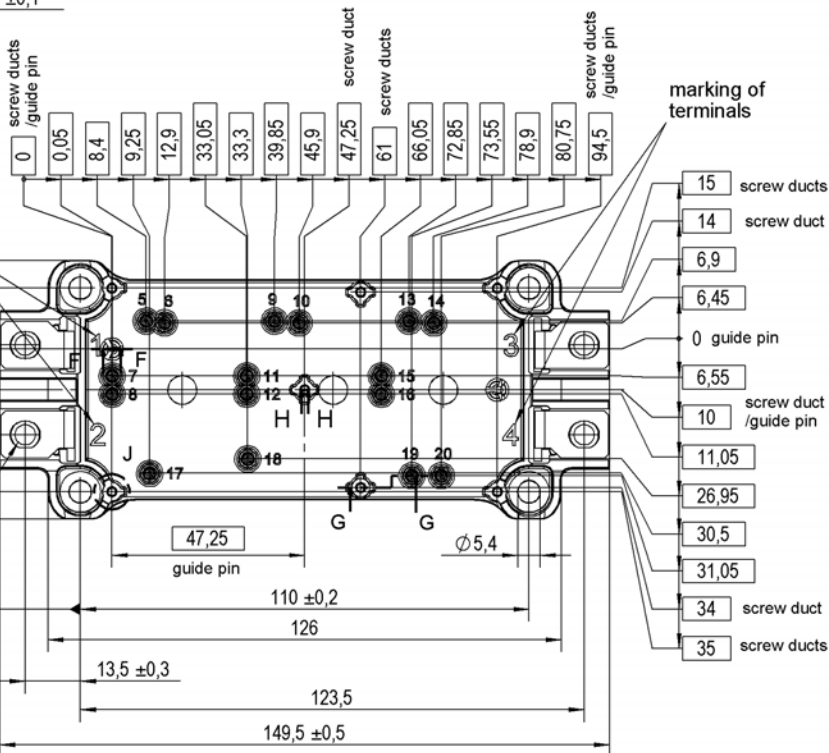 ±0,1
screw ducts
/guide pin
screw duct
screw ducts
screw ducts
/guide pin
0
0,05
8,4
9,25
12,9
33,05
33,3
39,85
45,9
47,25
61
66,05
72,85
73,55
78,9
80,75
94,5
marking of
terminals
15 screw ducts
14 screw duct
6,9
6,45
0 guide pin
6,55
10 screw duct
/guide pin
11,05
26,95
30,5
31,05
34 screw duct
35 screw ducts
5 6 9 10 13 14
1 3
F F
7 11 15
8 12 16
H H
2 4
J
18
17 19 20
G G
47,25
guide pin
Ø5,4
110 ±0,2
126
13,5 ±0,3
123,5
149,5 ±0,5